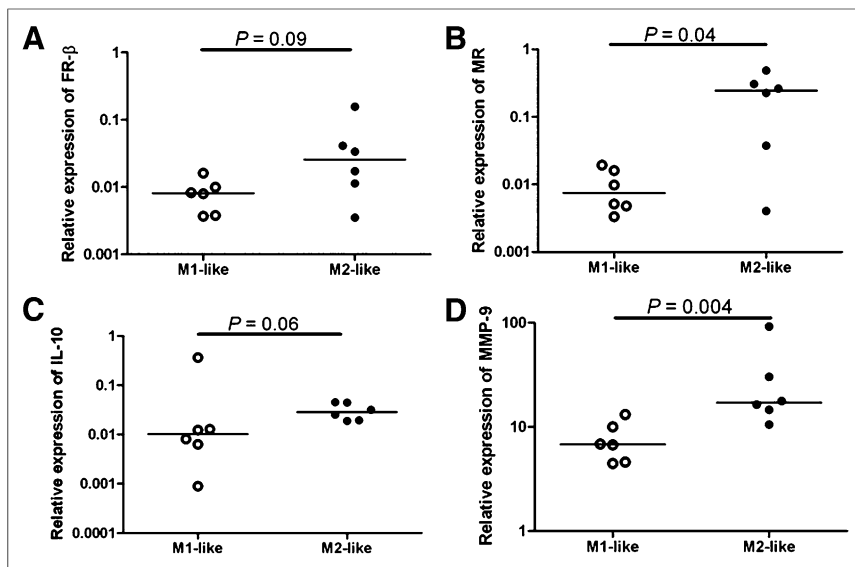 A
P = 0.09
Relative expression of FR-β
1
0.1
0.01
0.001
M1-like M2-like
B
P = 0.04
Relative expression of MR
1
0.1
0.01
0.001
M1-like M2-like
C
P = 0.06
Relative expression of IL-10
1
0.1
0.01
0.001
0.0001
M1-like M2-like
D
P = 0.004
Relative expression of MMP-9
100
10
1
M1-like M2-like